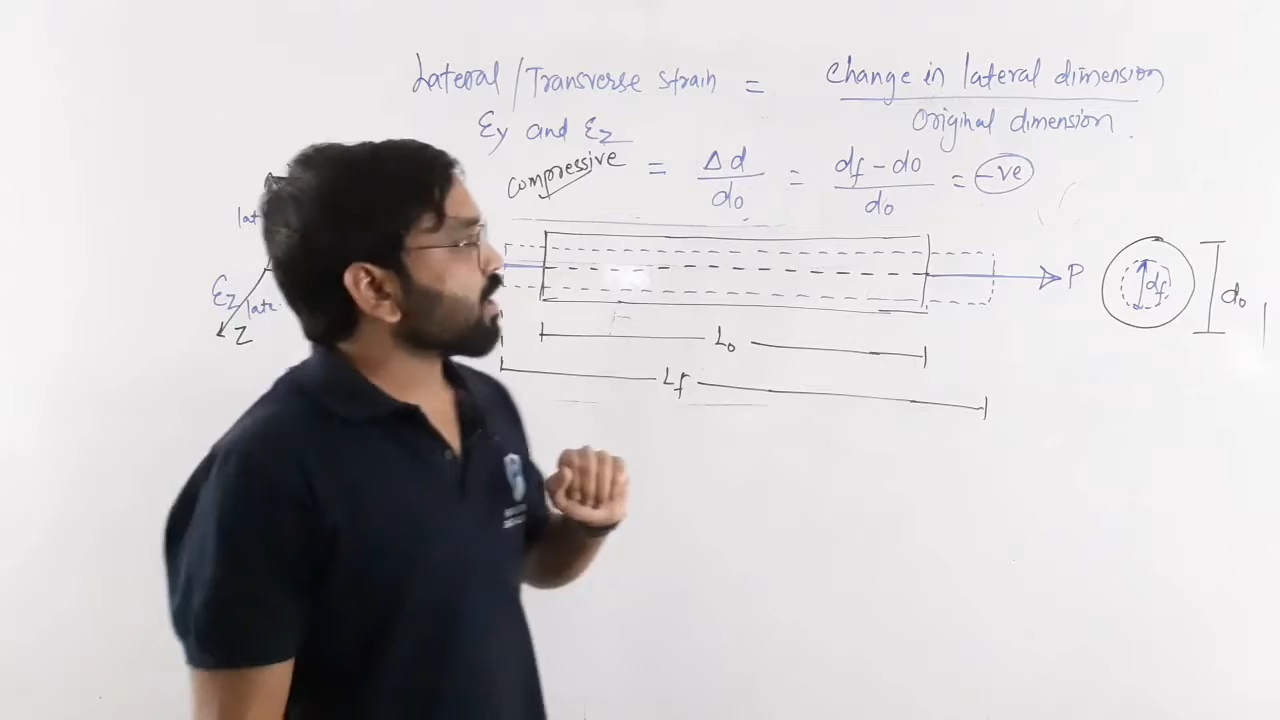 Lateral / Transverse strain = Change in lateral dimension / Original dimension.
εy and εz
compressive = Δd / do = df - do / do = -ve
lat
P
df
do
εz
late.
Z
Lo
Lf